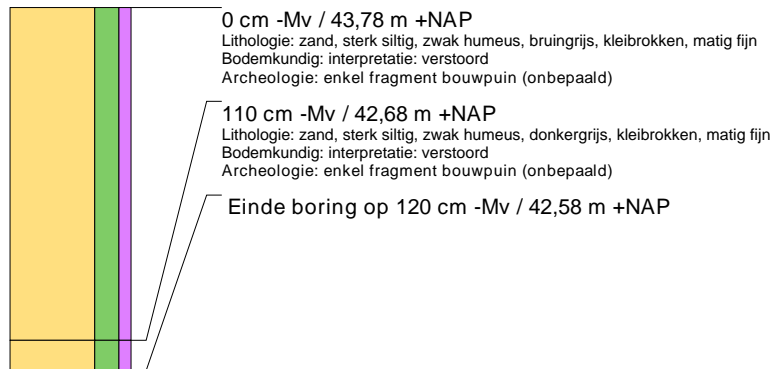 0 cm -Mv / 43,78 m +NAP
Lithologie: zand, sterk siltig, zwak humeus, bruingrijs, kleibrokken, matig fijn
Bodemkundig: interpretatie: verstoord
Archeologie: enkel fragment bouwpuin (onbepaald)
110 cm -Mv / 42,68 m +NAP
Lithologie: zand, sterk siltig, zwak humeus, donkergrijs, kleibrokken, matig fijn
Bodemkundig: interpretatie: verstoord
Archeologie: enkel fragment bouwpuin (onbepaald)
Einde boring op 120 cm -Mv / 42,58 m +NAP